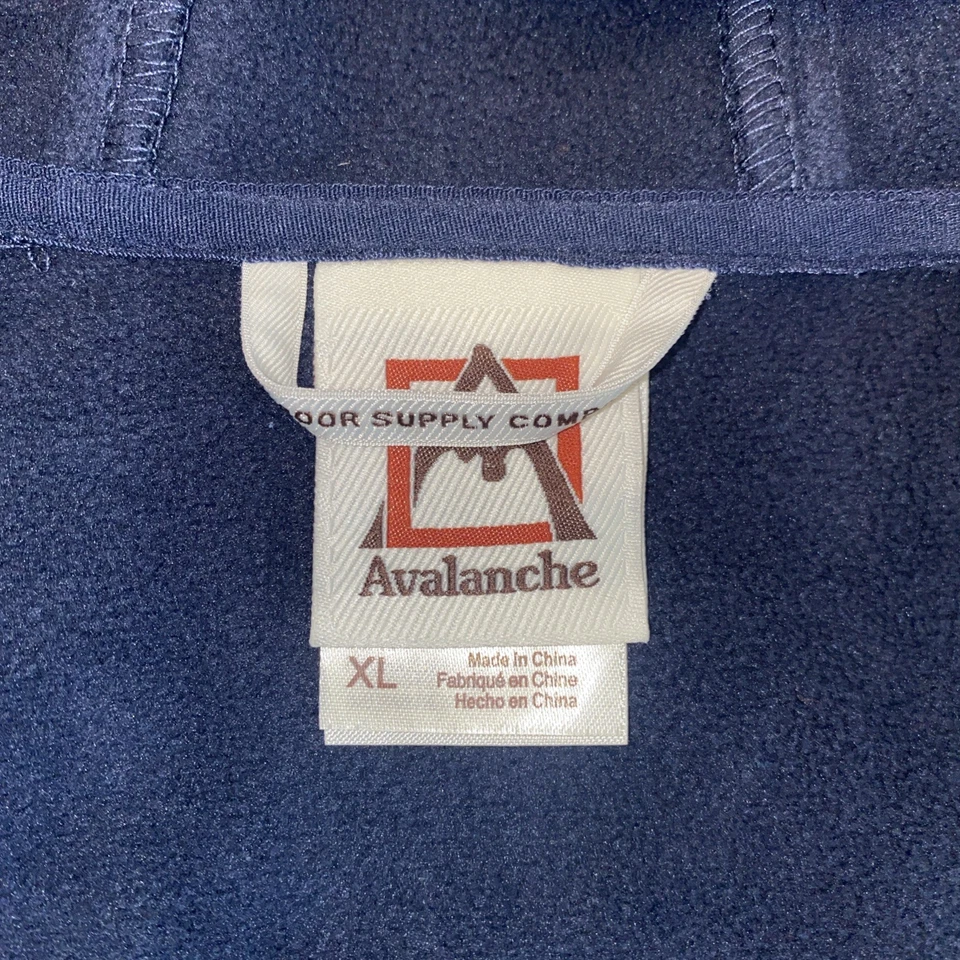 OOR SUPPLY COMP
Avalanche
XL
Made in China
Fabriqué en Chine
Hecho en China